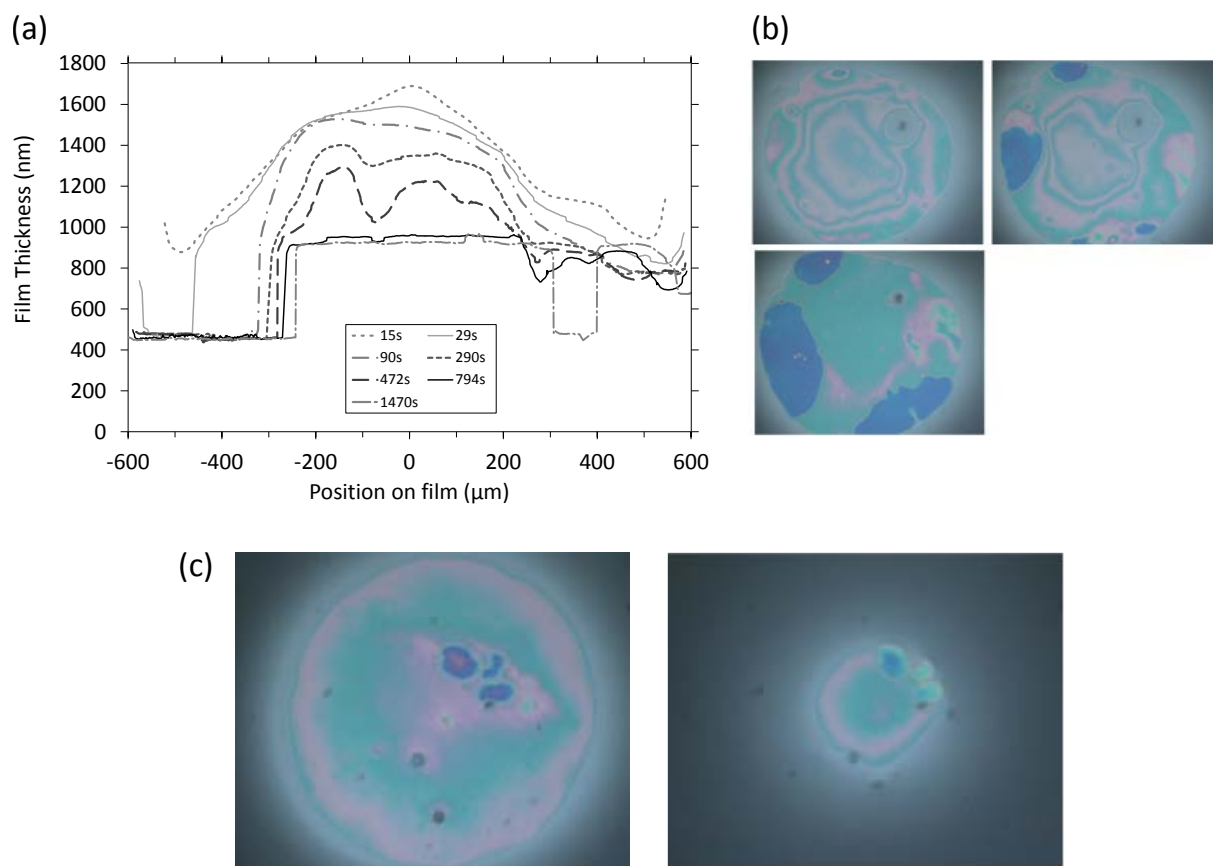 (a)
(b)
1800
1600
1400
1200
1000
800
600
400
200
0
Film Thickness (nm)
15s 29s
90s 290s
472s 794s
1470s
-600 -400 -200 0 200 400 600
Position on film (μm)
(c)